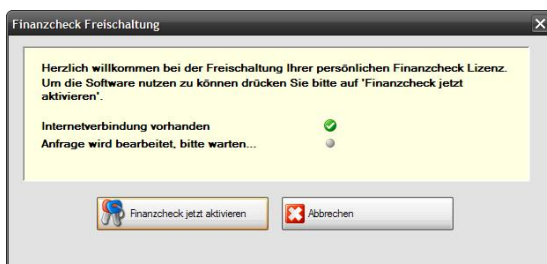 Finanzcheck Freischaltung
Herzlich willkommen bei der Freischaltung Ihrer persönlichen Finanzcheck Lizenz.
Um die Software nutzen zu können drücken Sie bitte auf 'Finanzcheck jetzt
aktivieren'.
Internetverbindung vorhanden
Anfrage wird bearbeitet, bitte warten...
Finanzcheck jetzt aktivieren
Abbrechen